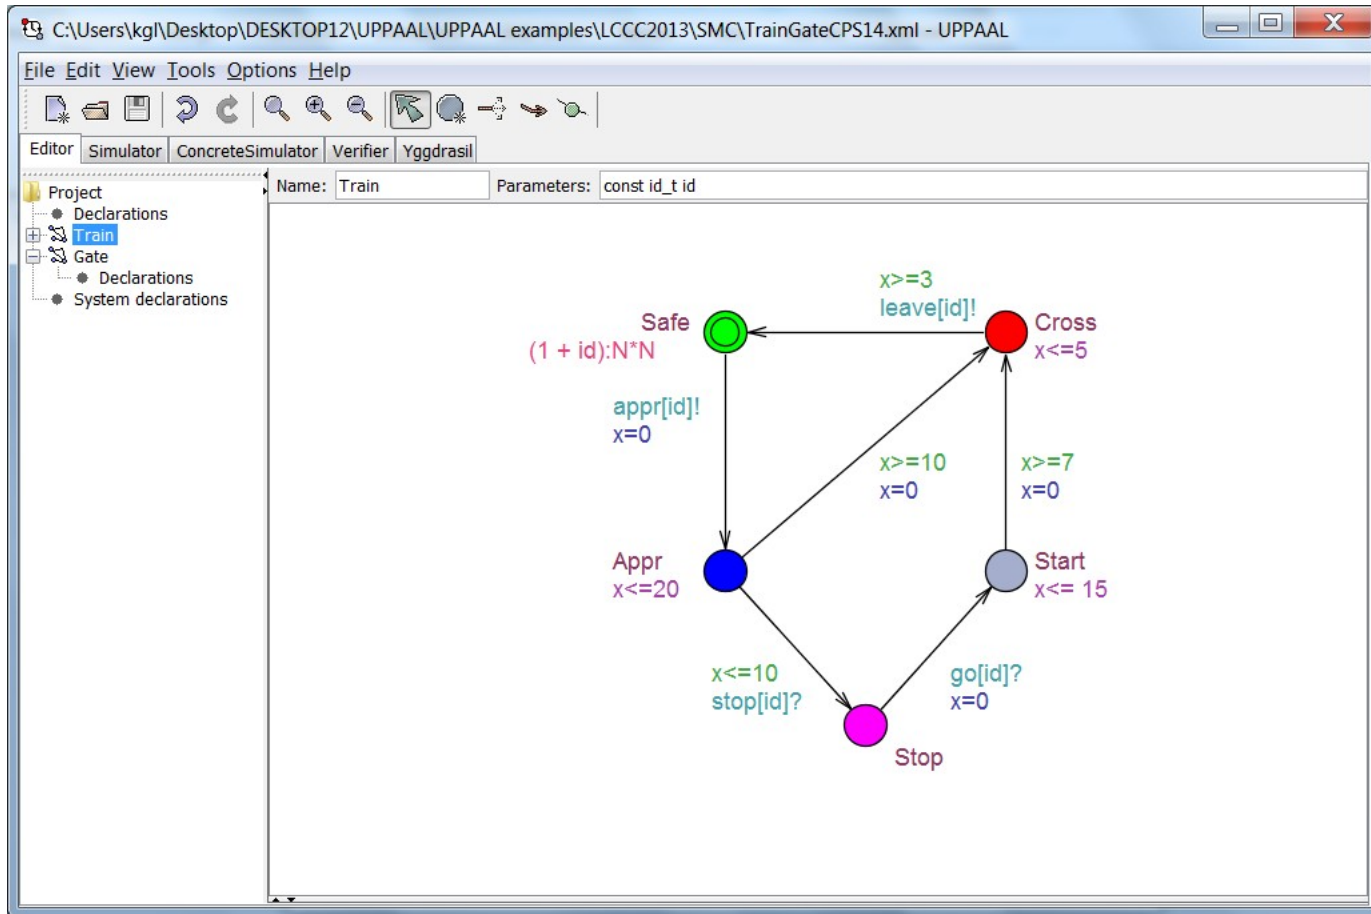 C:\Users\kgl\Desktop\DESKTOP12\UPPAAL\UPPAAL examples\LCCC2013\SMC\TrainGateCPS14.xml - UPPAAL
File Edit View Tools Options Help
Editor Simulator ConcreteSimulator Verifier Yggdrasil
Name: Train Parameters: const id_t id
Project
Declarations
Train
Gate
Declarations
System declarations
x>=3
leave[id]!
Safe
(1 + id):N*N
Cross
x<=5
appr[id]!
x=0
x>=10
x=0
x>=7
x=0
Appr
x<=20
Start
x<= 15
x<=10
stop[id]?
go[id]?
x=0
Stop